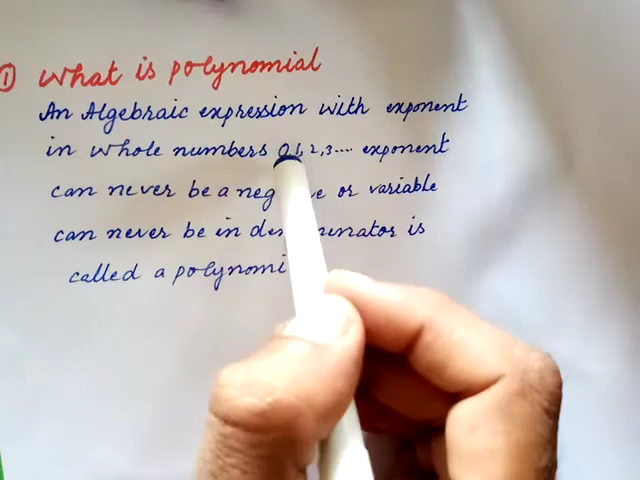 ① What is polynomial
An Algebraic expression with exponent
in whole numbers 0,1,2,3.... exponent
can never be a or variable
can never be in is
called a